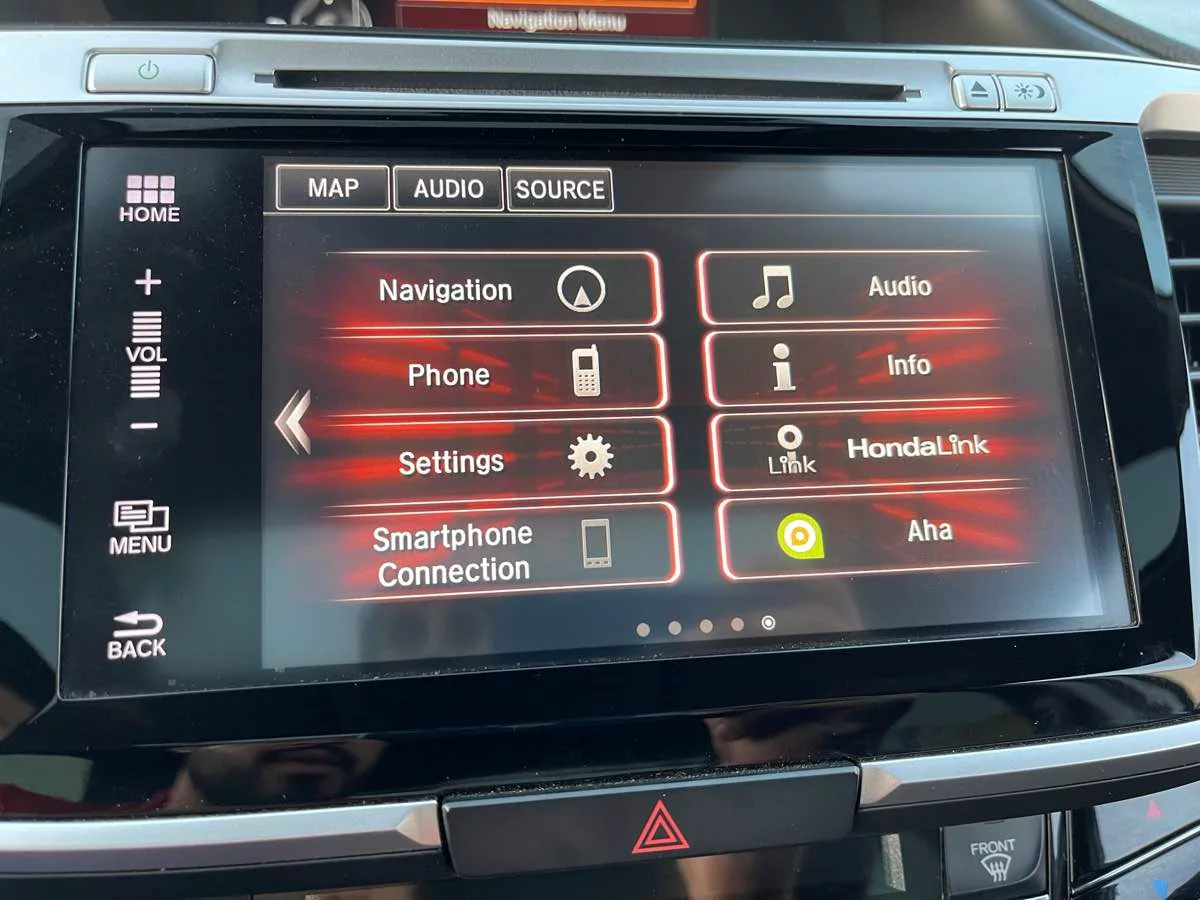 Navigation Menu
MAP
AUDIO
SOURCE
HOME
+
VOL
−
MENU
BACK
Navigation
Audio
Phone
Info
Settings
Link
HondaLink
Smartphone
Connection
Aha
FRONT